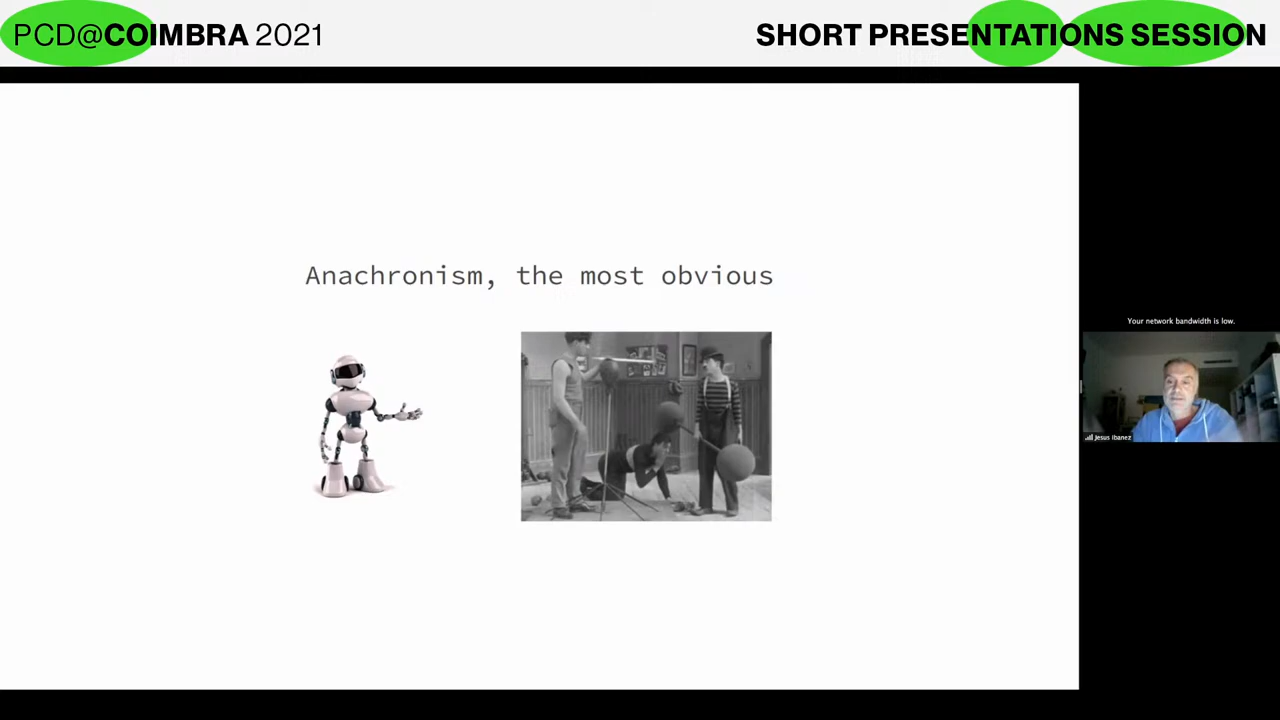 PCD@COIMBRA 2021
SHORT PRESENTATIONS SESSION
Anachronism, the most obvious
Your network bandwidth is low.
Jesus Ibanez